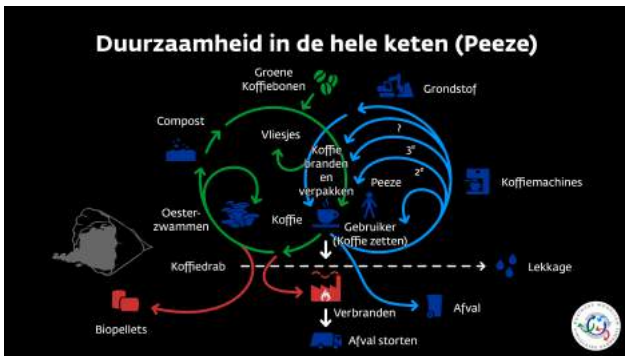 Duurzaamheid in de hele keten (Peeze)
Groene
Koffiebonen
Grondstof
Compost
Vliesjes
?
Koffie
branden
en
verpakken
3e
2e
Peeze
Koffiemachines
Oester-
zwammen
Koffie
Gebruiker
(Koffie zetten)
Koffiedrab
Lekkage
Biopellets
Verbranden
Afval
Afval storten